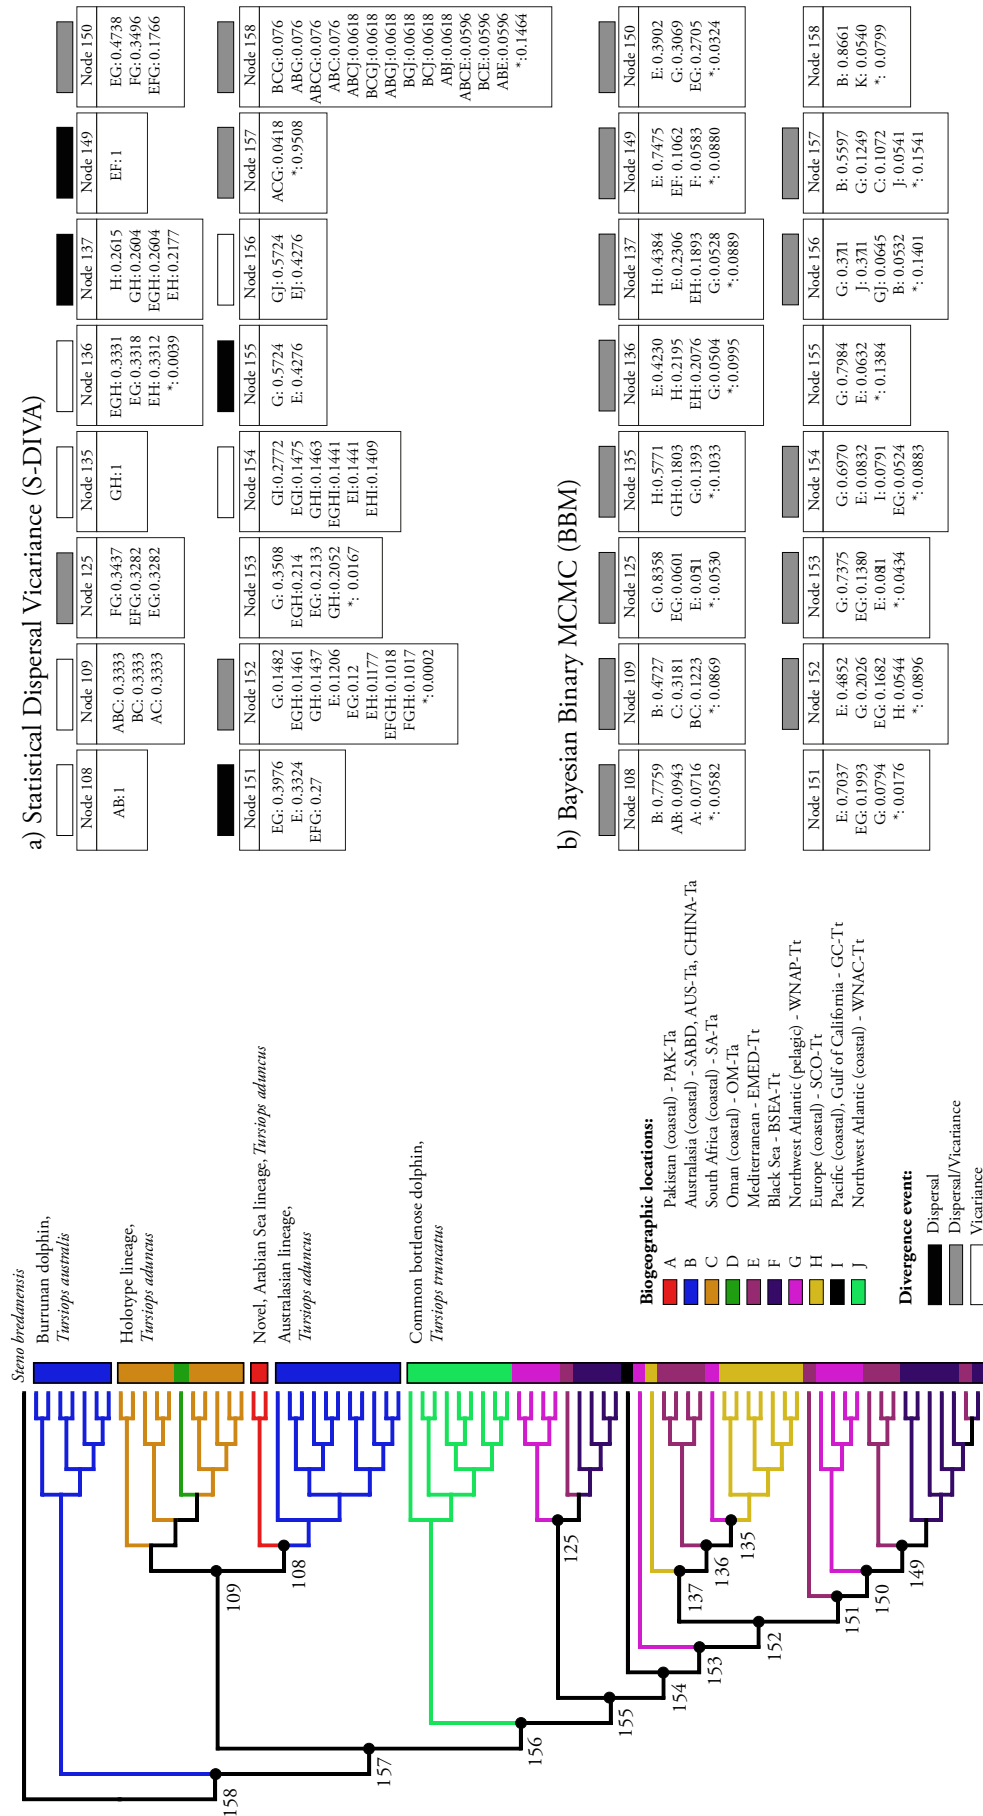 Steno bredanensis
Burrunan dolphin,
Tursiops australis
Holotype lineage,
Tursiops aduncus
Novel, Arabian Sea lineage, Tursiops aduncus
Australasian lineage,
Tursiops aduncus
Common bottlenose dolphin,
Tursiops truncatus
158
157
109
108
156
155
125
154
153
152
137
136
135
151
150
149
Biogeographic locations:
A Pakistan (coastal) - PAK-Ta
B Australasia (coastal) - SABD, AUS-Ta, CHINA-Ta
C South Africa (coastal) - SA-Ta
D Oman (coastal) - OM-Ta
E Mediterranean - EMED-Tt
F Black Sea - BSEA-Tt
G Northwest Atlantic (pelagic) - WNAP-Tt
H Europe (coastal) - SCO-Tt
I Pacific (coastal), Gulf of California - GC-Tt
J Northwest Atlantic (coastal) - WNAC-Tt
Divergence event:
Dispersal
Dispersal/Vicariance
Vicariance
a) Statistical Dispersal Vicariance (S-DIVA)
Node 108
AB:1
Node 109
ABC: 0.3333
BC: 0.3333
AC: 0.3333
Node 125
FG:0.3437
EFG:0.3282
EG:0.3282
Node 135
GH:1
Node 136
EGH: 0.3331
EG: 0.3318
EH: 0.3312
*: 0.0039
Node 137
H:0.2615
GH:0.2604
EGH:0.2604
EH:0.2177
Node 149
EF:1
Node 150
EG:0.4738
FG:0.3496
EFG:0.1766
Node 151
EG:0.3976
E: 0.3324
EFG: 0.27
Node 152
G:0.1482
EGH:0.1461
GH:0.1437
E:0.1206
EG:0.12
EH:0.1177
EFGH:0.1018
FGH:0.1017
*:0.0002
Node 153
G: 0.3508
EGH:0.214
EG:0.2133
GH:0.2052
*: 0.0167
Node 154
GI:0.2772
EGI:0.1475
GHI:0.1463
EGHI:0.1441
EI:0.1441
EHI:0.1409
Node 155
G: 0.5724
E: 0.4276
Node 156
GJ:0.5724
EJ:0.4276
Node 157
ACG:0.0418
*:0.9508
Node 158
BCG:0.076
ABG:0.076
ABCG:0.076
ABC:0.076
ABCJ:0.0618
BCGJ:0.0618
ABGJ:0.0618
BGJ:0.0618
BCJ:0.0618
ABJ:0.0618
ABCE:0.0596
BCE:0.0596
ABE:0.0596
*:0.1464
b) Bayesian Binary MCMC (BBM)
Node 108
B: 0.7759
AB: 0.0943
A: 0.0716
*: 0.0582
Node 109
B: 0.4727
C: 0.3181
BC: 0.1223
*: 0.0869
Node 125
G: 0.8358
EG: 0.0601
E: 0.0511
*: 0.0530
Node 135
H:0.5771
GH:0.1803
G:0.1393
*:0.1033
Node 136
E: 0.4230
H: 0.2195
EH: 0.2076
G: 0.0504
*:0.0995
Node 137
H: 0.4384
E: 0.2306
EH: 0.1893
G: 0.0528
*:0.0889
Node 149
E: 0.7475
EF: 0.1062
F: 0.0583
*: 0.0880
Node 150
E: 0.3902
G: 0.3069
EG: 0.2705
*: 0.0324
Node 151
E: 0.7037
EG: 0.1993
G: 0.0794
*: 0.0176
Node 152
E: 0.4852
G: 0.2026
EG: 0.1682
H: 0.0544
*: 0.0896
Node 153
G: 0.7375
EG: 0.1380
E: 0.0811
*: 0.0434
Node 154
G: 0.6970
E: 0.0832
I: 0.0791
EG: 0.0524
*: 0.0883
Node 155
G: 0.7984
E: 0.0632
*: 0.1384
Node 156
G: 0.3711
J: 0.3711
GJ: 0.0645
B: 0.0532
*: 0.1401
Node 157
B: 0.5597
G: 0.1249
C: 0.1072
J: 0.0541
*: 0.1541
Node 158
B: 0.8661
K: 0.0540
*: 0.0799